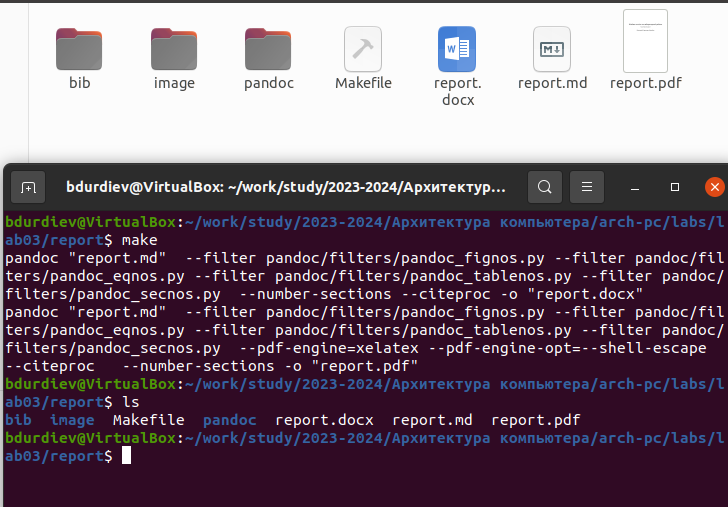 bib
image
pandoc
Makefile
report.
docx
report.md
report.pdf
bdurdiev@VirtualBox: ~/work/study/2023-2024/Архитектур...
bdurdiev@VirtualBox:~/work/study/2023-2024/Архитектура компьютера/arch-pc/labs/l
ab03/report$ make
pandoc "report.md"  --filter pandoc/filters/pandoc_fignos.py --filter pandoc/fil
ters/pandoc_eqnos.py --filter pandoc/filters/pandoc_tablenos.py --filter pandoc/
filters/pandoc_secnos.py  --number-sections --citeproc -o "report.docx"
pandoc "report.md"  --filter pandoc/filters/pandoc_fignos.py --filter pandoc/fil
ters/pandoc_eqnos.py --filter pandoc/filters/pandoc_tablenos.py --filter pandoc/
filters/pandoc_secnos.py  --pdf-engine=xelatex --pdf-engine-opt=--shell-escape
--citeproc   --number-sections -o "report.pdf"
bdurdiev@VirtualBox:~/work/study/2023-2024/Архитектура компьютера/arch-pc/labs/l
ab03/report$ ls
bib  image  Makefile  pandoc  report.docx  report.md  report.pdf
bdurdiev@VirtualBox:~/work/study/2023-2024/Архитектура компьютера/arch-pc/labs/l
ab03/report$